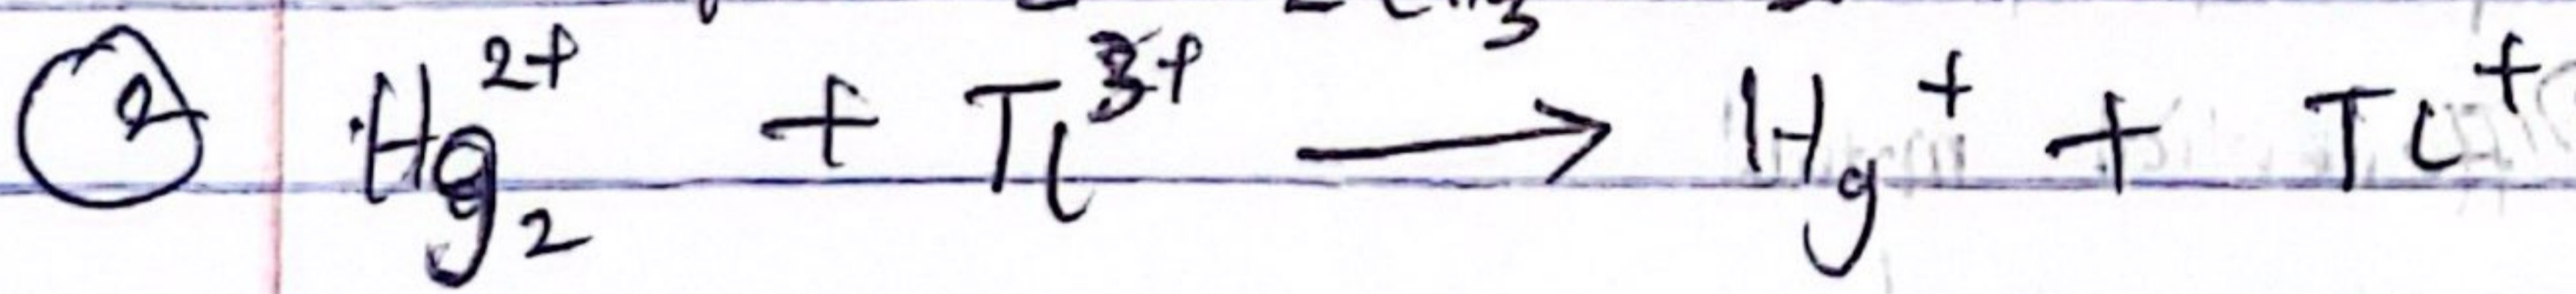 ② Hg₂²⁺ + Tl³⁺ ⟶ Hg⁺ + Tl⁺